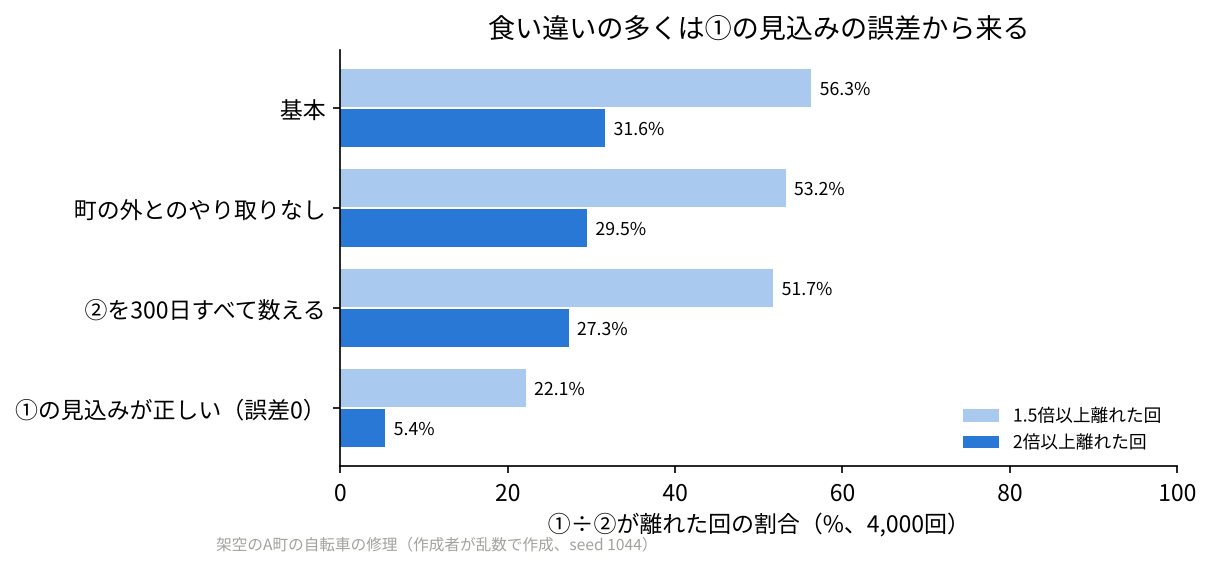 食い違いの多くは①の見込みの誤差から来る
基本
56.3%
31.6%
町の外とのやり取りなし
53.2%
29.5%
②を300日すべて数える
51.7%
27.3%
①の見込みが正しい（誤差0）
22.1%
5.4%
1.5倍以上離れた回
2倍以上離れた回
0 20 40 60 80 100
①÷②が離れた回の割合（%、4,000回）
架空のA町の自転車の修理（作成者が乱数で作成、seed 1044）